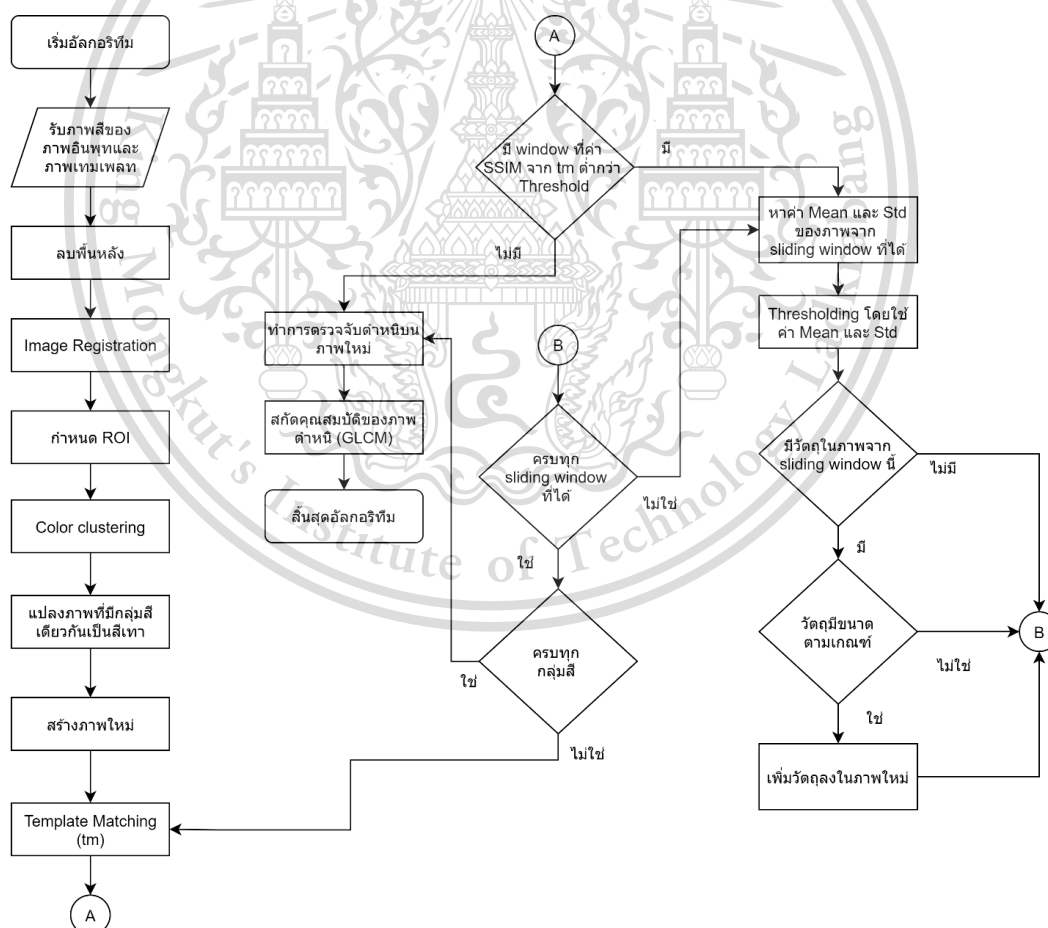 เริ่มอัลกอริทึม
รับภาพสีของ
ภาพอินพุทและ
ภาพเทมเพลท
ลบพื้นหลัง
Image Registration
กำหนด ROI
Color clustering
แปลงภาพที่มีกลุ่มสี
เดียวกันเป็นสีเทา
สร้างภาพใหม่
Template Matching
(tm)
A
A
มี window ที่ค่า
SSIM จาก tm ต่ำกว่า
Threshold
มี
ไม่มี
ทำการตรวจจับตำหนิบน
ภาพใหม่
สกัดคุณสมบัติของภาพ
ตำหนิ (GLCM)
สิ้นสุดอัลกอริทึม
B
ครบทุก
sliding window
ที่ได้
ไม่ใช่
ใช่
ครบทุก
กลุ่มสี
ใช่
ไม่ใช่
หาค่า Mean และ Std
ของภาพจาก
sliding window ที่ได้
Thresholding โดยใช้
ค่า Mean และ Std
มีวัตถุในภาพจาก
sliding window นี้
ไม่มี
มี
วัตถุมีขนาด
ตามเกณฑ์
ไม่ใช่
ใช่
เพิ่มวัตถุลงในภาพใหม่
B
King Mongkut's Institute of Technology Ladkrabang